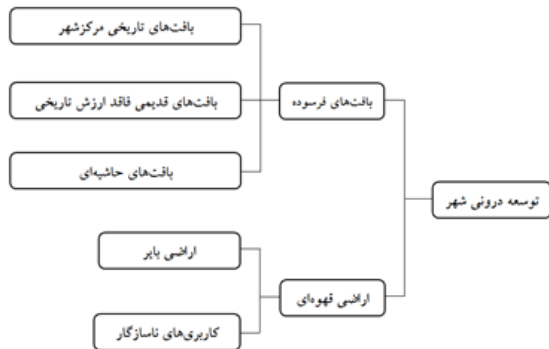 توسعه درونی شهر
بافت‌های فرسوده
بافت‌های تاریخی مرکزشهر
بافت‌های قدیمی فاقد ارزش تاریخی
بافت‌های حاشیه‌ای
اراضی قهوه‌ای
اراضی بایر
کاربری‌های ناسازگار